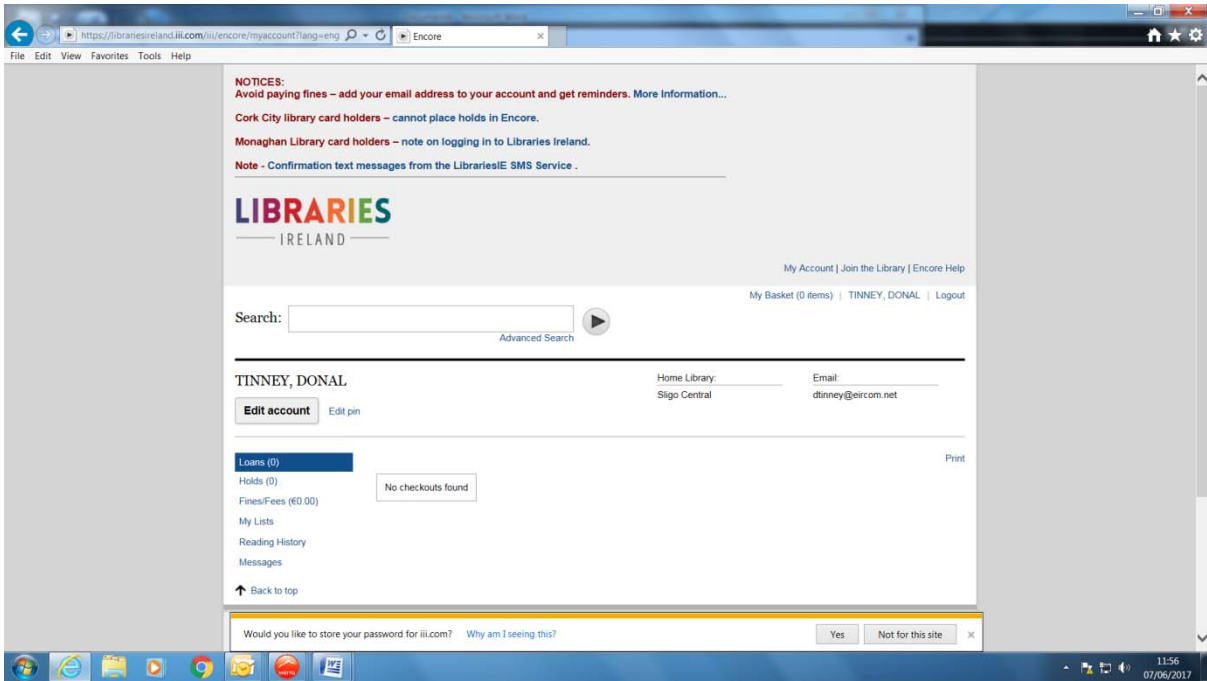 https://librariesireland.iii.com/iii/encore/myaccount?lang=eng
Encore
File Edit View Favorites Tools Help
NOTICES:
Avoid paying fines – add your email address to your account and get reminders. More Information...
Cork City library card holders – cannot place holds in Encore.
Monaghan Library card holders – note on logging in to Libraries Ireland.
Note - Confirmation text messages from the LibrariesIE SMS Service .
LIBRARIES
IRELAND
My Account | Join the Library | Encore Help
My Basket (0 items) | TINNEY, DONAL | Logout
Search:
Advanced Search
TINNEY, DONAL
Home Library:
Sligo Central
Email:
dtinney@eircom.net
Edit account Edit pin
Loans (0)
Print
Holds (0)
No checkouts found
Fines/Fees (€0.00)
My Lists
Reading History
Messages
Back to top
Would you like to store your password for iii.com? Why am I seeing this? Yes Not for this site
11:56
07/06/2017